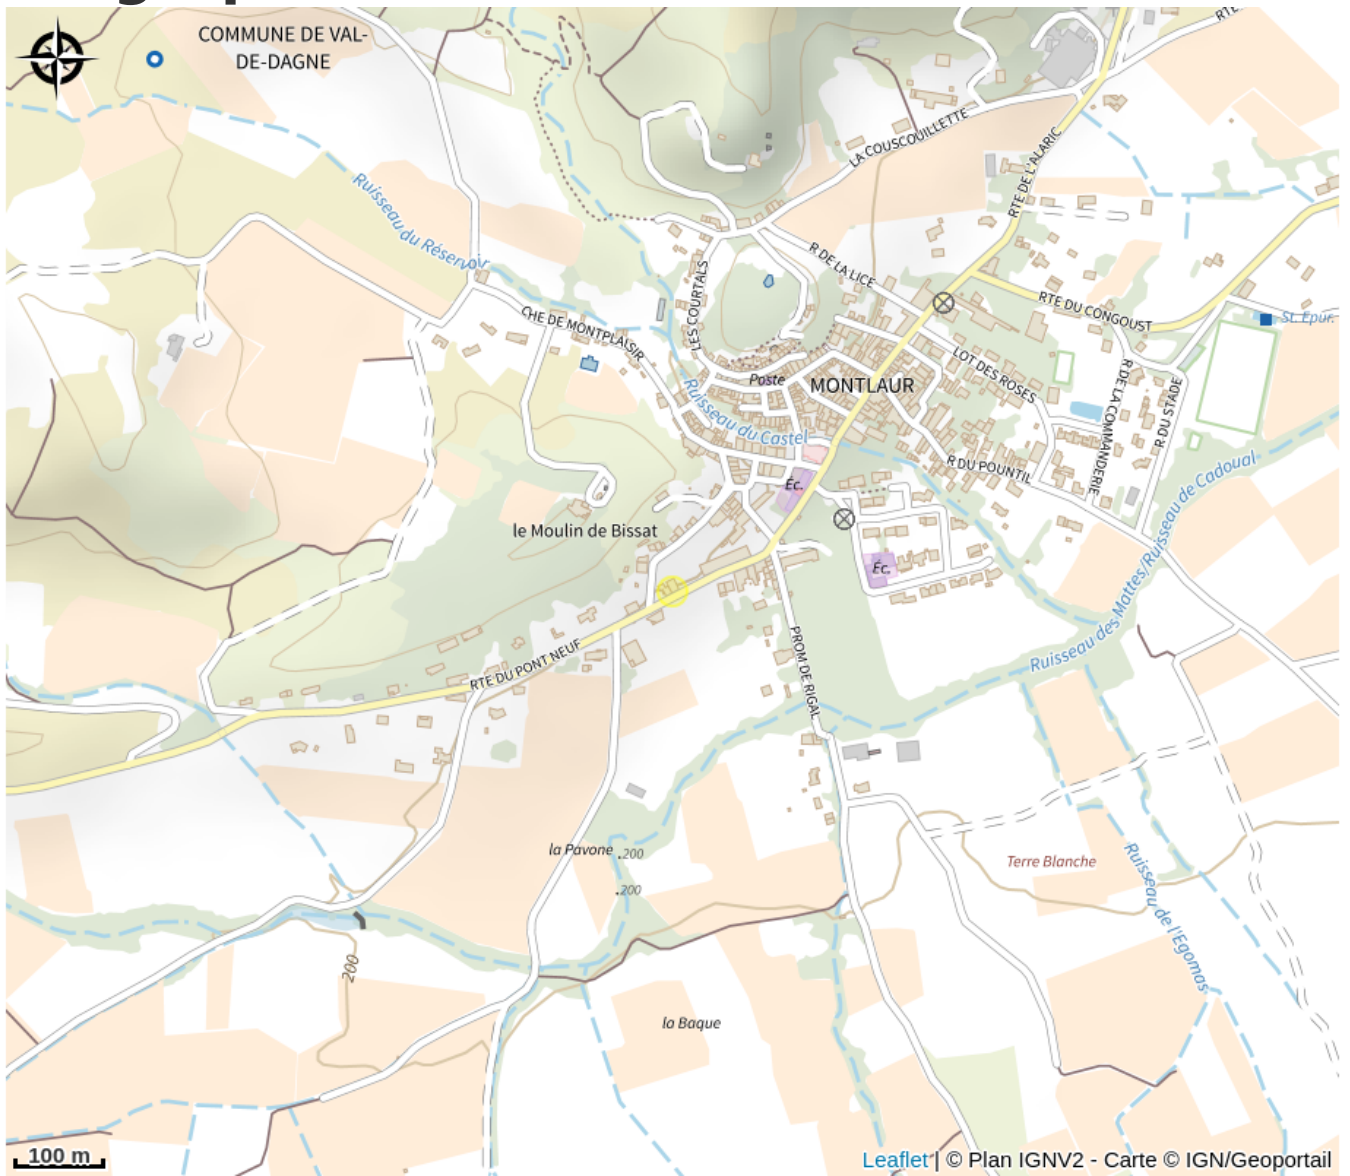 COMMUNE DE VAL-
DE-DAGNE
RTE
LA COUSCOUILLETTE
RTE DE L'ALARIC
Ruisseau du Réservoir
R DE LA LICE
LES COURTALS
RTE DU CONGOUST
St. Épur.
CHE DE MONTPLAISIR
LOT DES ROSES
Poste
MONTLAUR
R DE LA COMMANDERIE
R DU STADE
Ruisseau du Castel
R DU POUNTIL
Éc.
le Moulin de Bissat
Éc.
Ruisseau des Mattes/Ruisseau de Cadoual
RTE DU PONT NEUF
PROM DE RIGAL
la Pavone
200
Terre Blanche
200
Ruisseau de l'Egomas
200
la Baque
100 m
Leaflet | © Plan IGNV2 - Carte © IGN/Geoportail